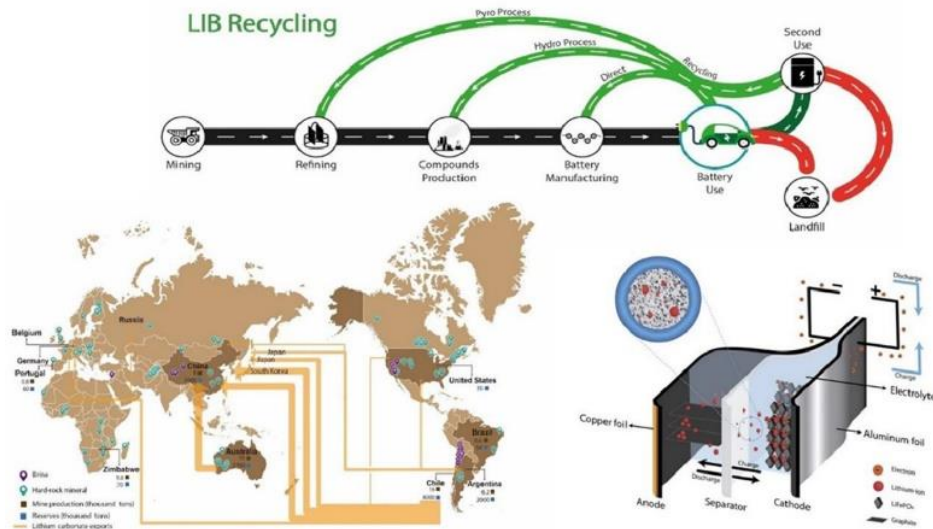 LIB Recycling
Pyro Process
Hydro Process
Direct
Recycling
Second
Use
Mining
Refining
Compounds
Production
Battery
Manufacturing
Battery
Use
Landfill
Russia
Belgium
Germany
Portugal
China
Japan
Japan
South Korea
United States
Zimbabwe
Australia
Brazil
Chile
Argentina
Brine
Hard-rock mineral
Mine production (thousand tons)
Reserves (thousand tons)
Lithium carbonate exports
Discharge
Charge
Electrolyte
Copper foil
Aluminum foil
Charge
Discharge
Anode
Separator
Cathode
Electron
Lithium-ion
LiFePO₄
Graphite